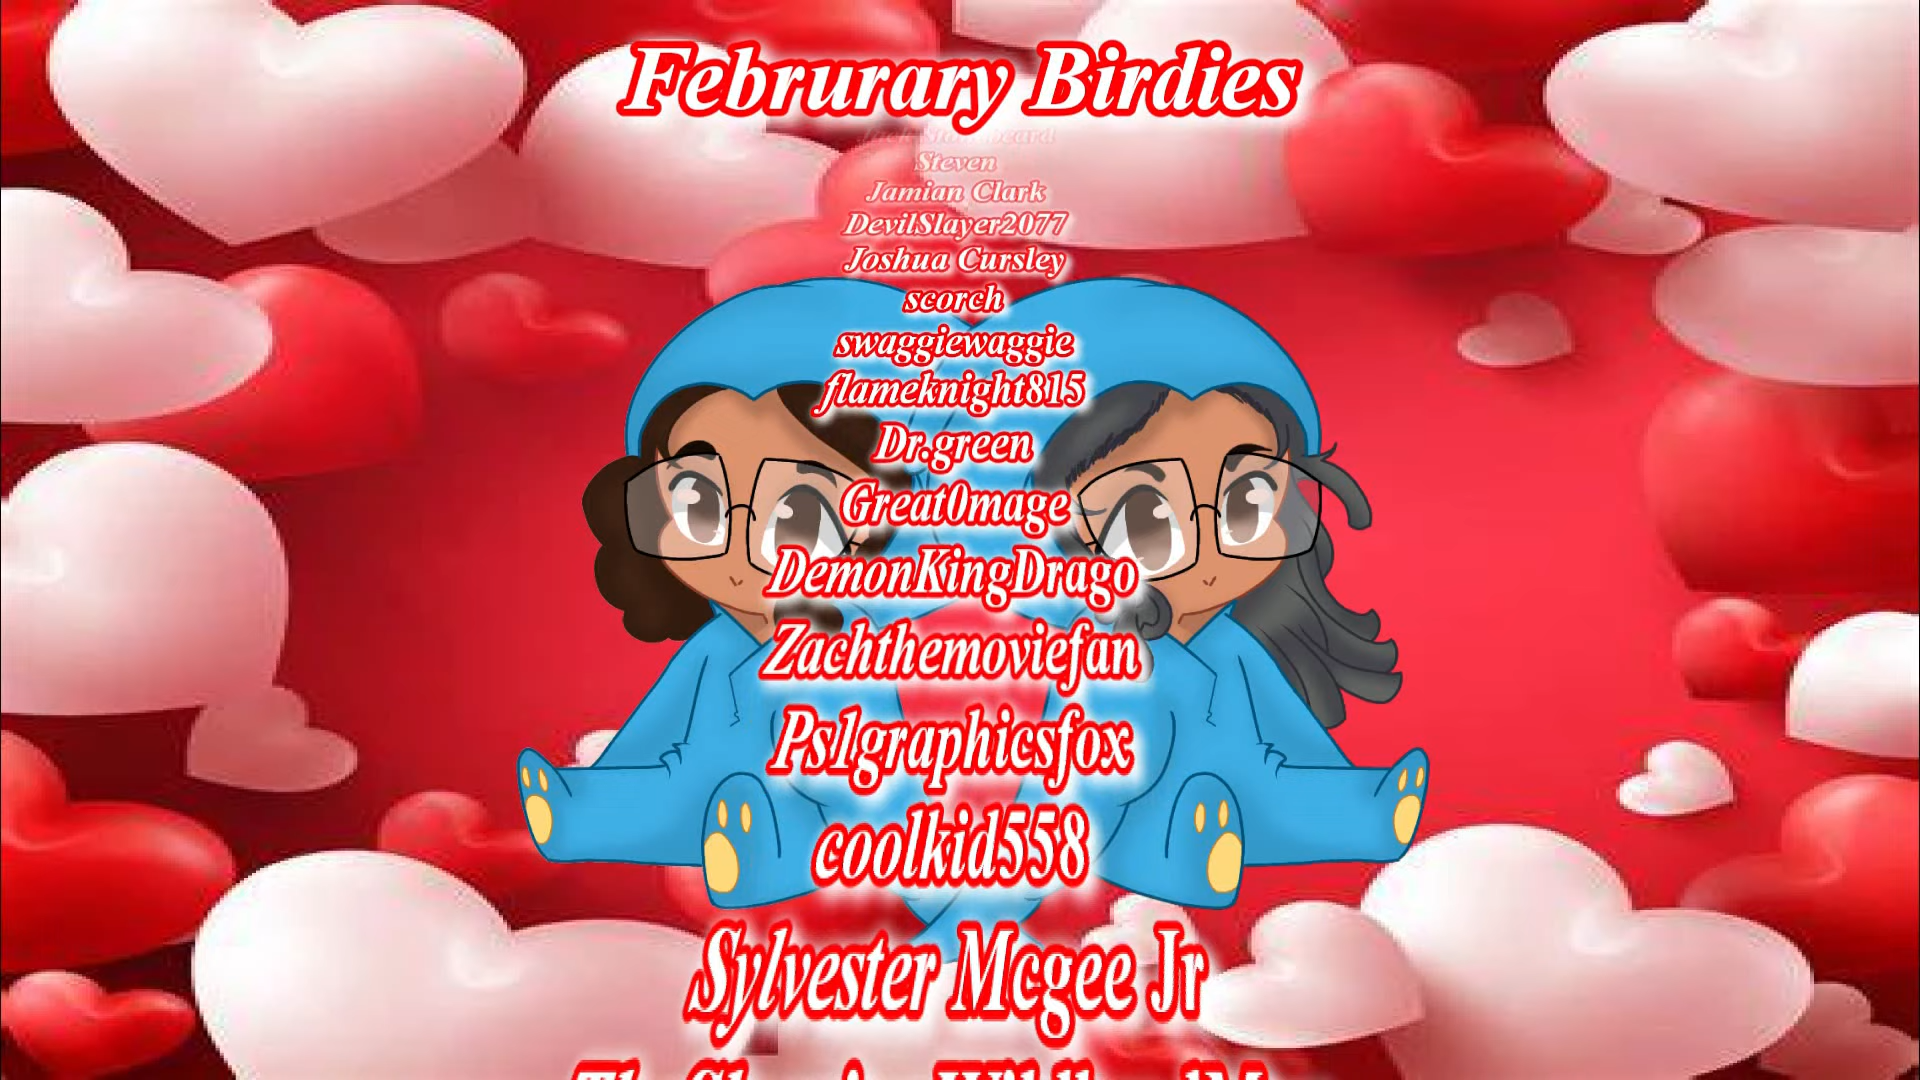 Februrary Birdies
Steven
Jamian Clark
DevilSlayer2077
Joshua Cursley
scorch
swaggiewaggie
flameknight815
Dr.green
Great0mage
DemonKingDrago
Zachthemoviefan
Ps1graphicsfox
coolkid558
Sylvester Mcgee Jr